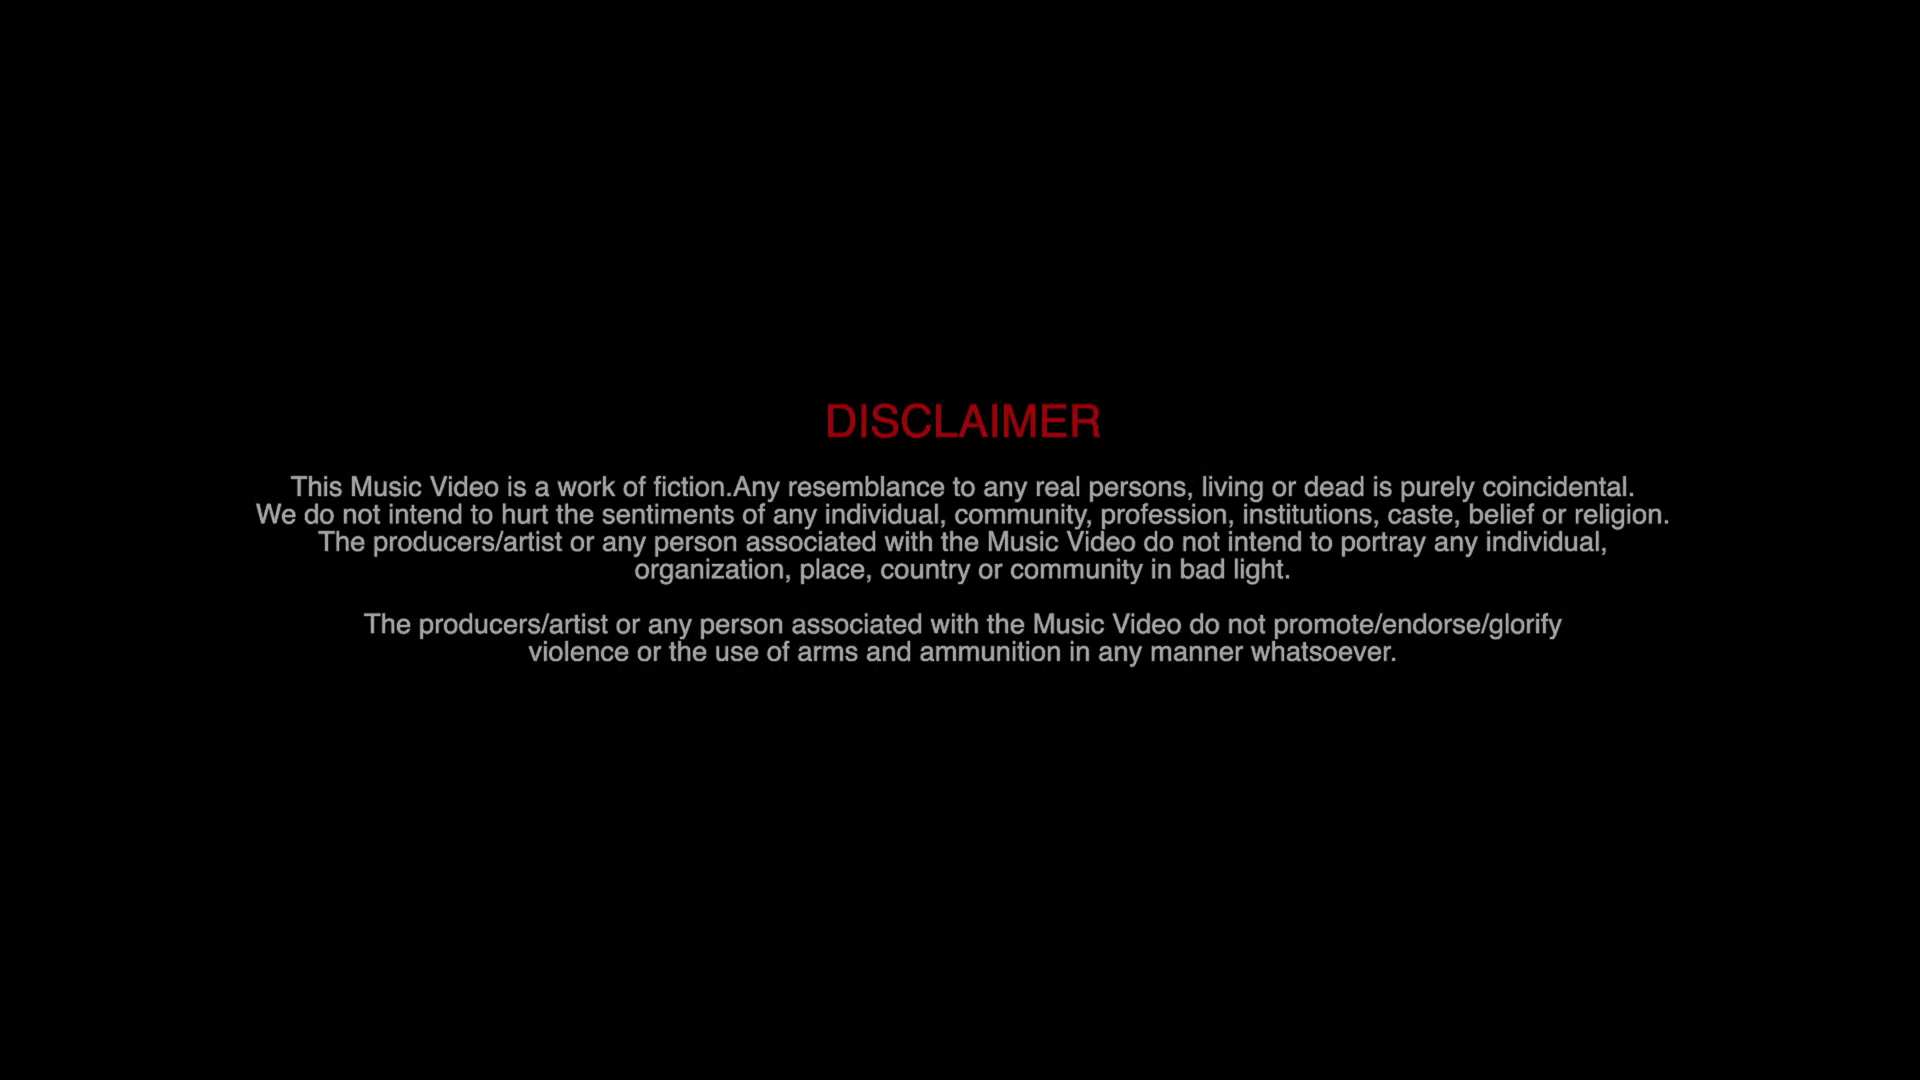 DISCLAIMER
This Music Video is a work of fiction.Any resemblance to any real persons, living or dead is purely coincidental.
We do not intend to hurt the sentiments of any individual, community, profession, institutions, caste, belief or religion.
The producers/artist or any person associated with the Music Video do not intend to portray any individual,
organization, place, country or community in bad light.
The producers/artist or any person associated with the Music Video do not promote/endorse/glorify
violence or the use of arms and ammunition in any manner whatsoever.